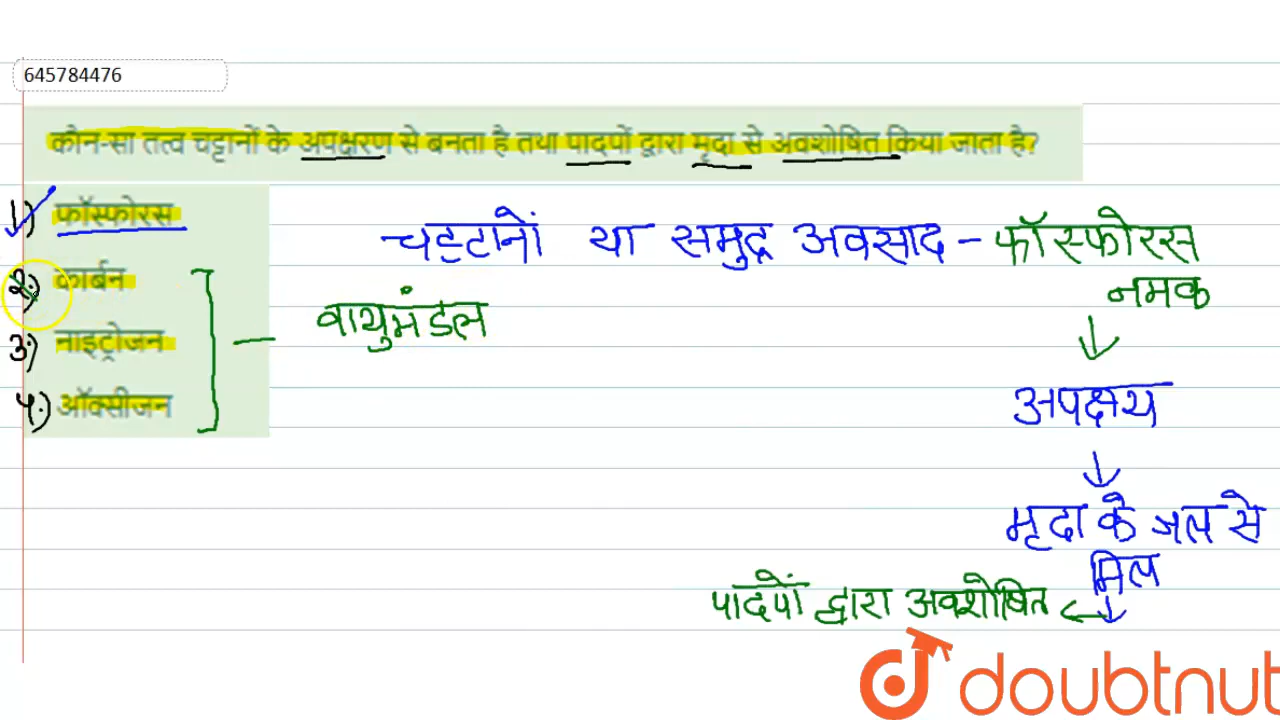 645784476
कौन-सा तत्व चट्टानों के अपक्षरण से बनता है तथा पादपों द्वारा मृदा से अवशोषित किया जाता है?
1) फॉस्फोरस
2) कार्बन
3) नाइट्रोजन
4) ऑक्सीजन
वायुमंडल
चट्टानों या समुद्र अवसाद - फॉस्फोरस
नमक
अपक्षय
मृदा के जल से
मिल
पादपों द्वारा अवशोषित
doubtnut